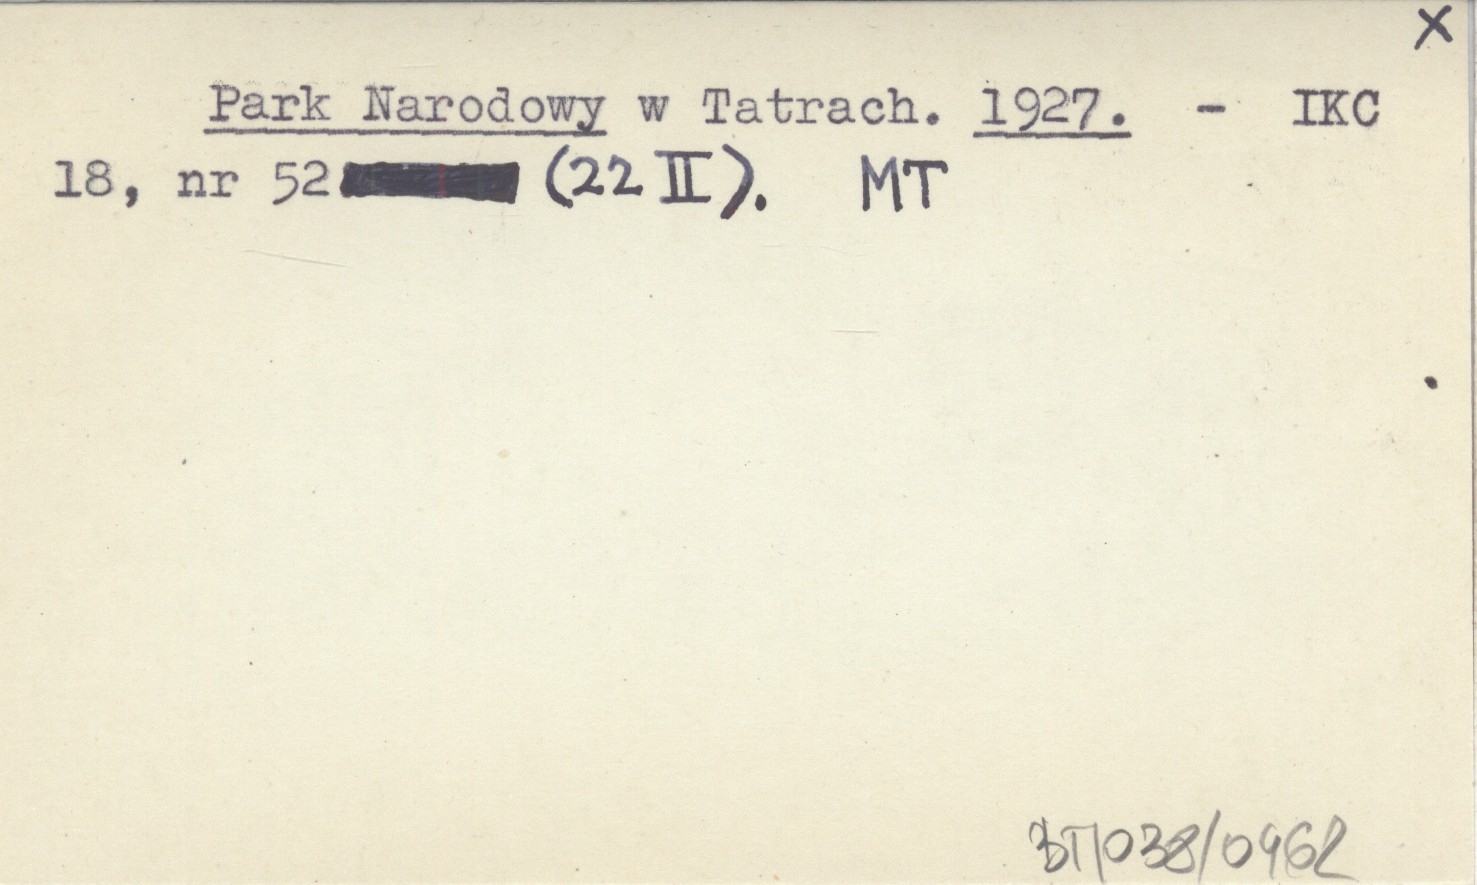 X
Park Narodowy w Tatrach. 1927. - IKC
18, nr 52 (22 II). MT
BT/038/0962